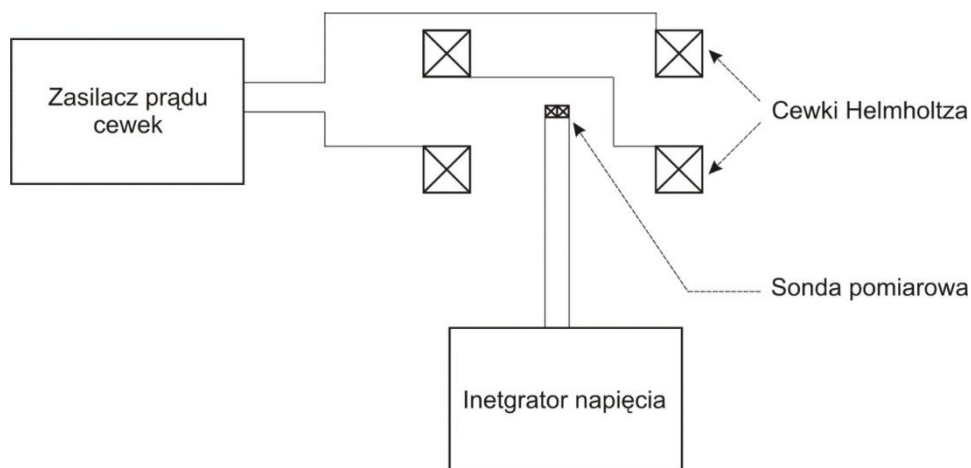 Zasilacz prądu
cewek
Cewki Helmholtza
Sonda pomiarowa
Inetgrator napięcia